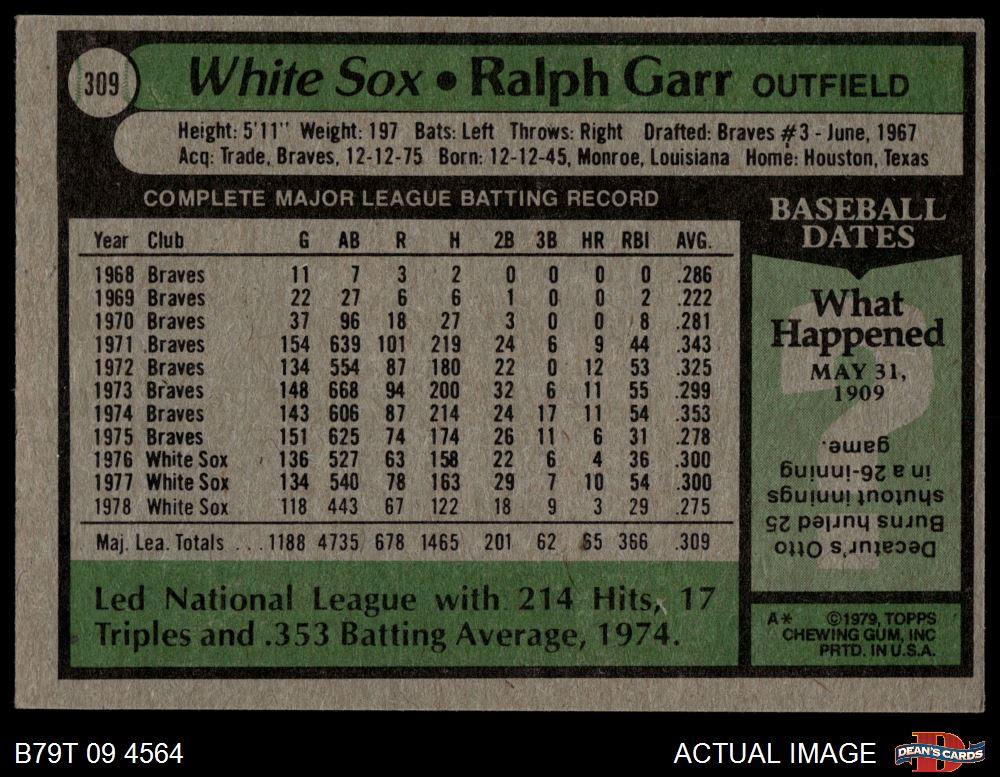 309
White Sox • Ralph Garr OUTFIELD
Height: 5'11" Weight: 197 Bats: Left Throws: Right Drafted: Braves #3 - June, 1967
Acq: Trade, Braves, 12-12-75 Born: 12-12-45, Monroe, Louisiana Home: Houston, Texas
COMPLETE MAJOR LEAGUE BATTING RECORD
Year Club G AB R H 2B 3B HR RBI AVG.
1968 Braves 11 7 3 2 0 0 0 0 .286
1969 Braves 22 27 6 6 1 0 0 2 .222
1970 Braves 37 96 18 27 3 0 0 8 .281
1971 Braves 154 639 101 219 24 6 9 44 .343
1972 Braves 134 554 87 180 22 0 12 53 .325
1973 Braves 148 668 94 200 32 6 11 55 .299
1974 Braves 143 606 87 214 24 17 11 54 .353
1975 Braves 151 625 74 174 26 11 6 31 .278
1976 White Sox 136 527 63 158 22 6 4 36 .300
1977 White Sox 134 540 78 163 29 7 10 54 .300
1978 White Sox 118 443 67 122 18 9 3 29 .275
Maj. Lea. Totals ... 1188 4735 678 1465 201 62 65 366 .309
Led National League with 214 Hits, 17
Triples and .353 Batting Average, 1974.
BASEBALL
DATES
What
Happened
MAY 31,
1909
Decatur's Otto
Burns hurled 25
shutout innings
in a 26-inning
game.
A* ©1979, TOPPS
CHEWING GUM, INC
PRTD. IN U.S.A.
B79T 09 4564
ACTUAL IMAGE
D
DEAN'S CARDS